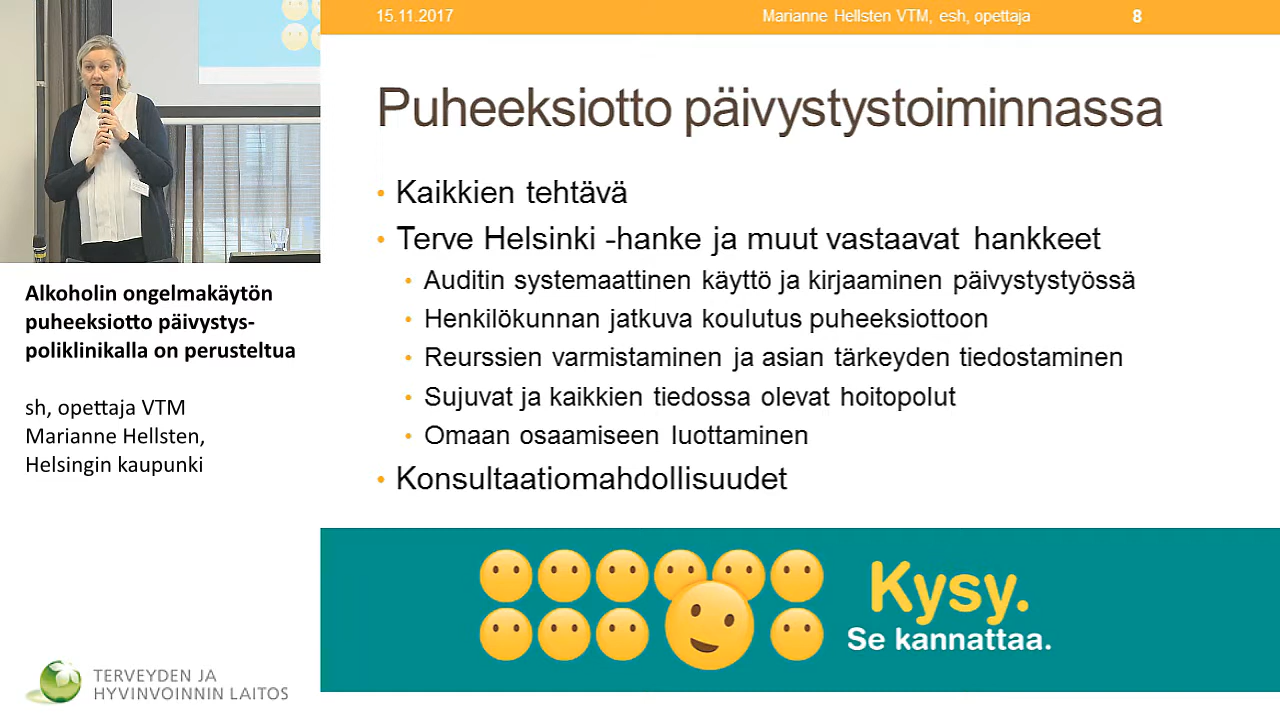 15.11.2017
Marianne Hellsten VTM, esh, opettaja
8
Puheeksiotto päivystystoiminnassa
• Kaikkien tehtävä
• Terve Helsinki -hanke ja muut vastaavat hankkeet
• Auditin systemaattinen käyttö ja kirjaaminen päivystystyössä
• Henkilökunnan jatkuva koulutus puheeksiottoon
• Reurssien varmistaminen ja asian tärkeyden tiedostaminen
• Sujuvat ja kaikkien tiedossa olevat hoitopolut
• Omaan osaamiseen luottaminen
• Konsultaatiomahdollisuudet
Kysy.
Se kannattaa.
Alkoholin ongelmakäytön
puheeksiotto päivystys-
poliklinikalla on perusteltua
sh, opettaja VTM
Marianne Hellsten,
Helsingin kaupunki
TERVEYDEN JA
HYVINVOINNIN LAITOS